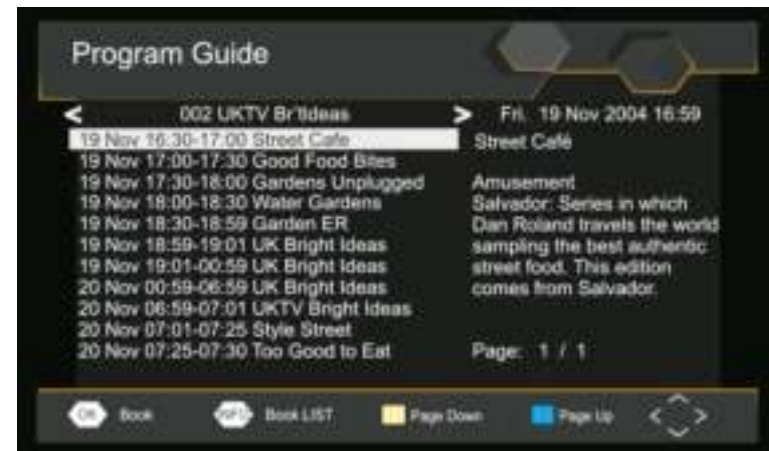 Program Guide
< 002 UKTV Br'tIdeas > Fri. 19 Nov 2004 16:59
19 Nov 16:30-17:00 Street Cafe
19 Nov 17:00-17:30 Good Food Bites
19 Nov 17:30-18:00 Gardens Unplugged
19 Nov 18:00-18:30 Water Gardens
19 Nov 18:30-18:59 Garden ER
19 Nov 18:59-19:01 UK Bright Ideas
19 Nov 19:01-00:59 UK Bright Ideas
20 Nov 00:59-06:59 UK Bright Ideas
20 Nov 06:59-07:01 UKTV Bright Ideas
20 Nov 07:01-07:25 Style Street
20 Nov 07:25-07:30 Too Good to Eat
Street Café
Amusement
Salvador: Series in which
Dan Roland travels the world
sampling the best authentic
street food. This edition
comes from Salvador.
Page: 1 / 1
OK Book INFO Book LIST Page Down Page Up